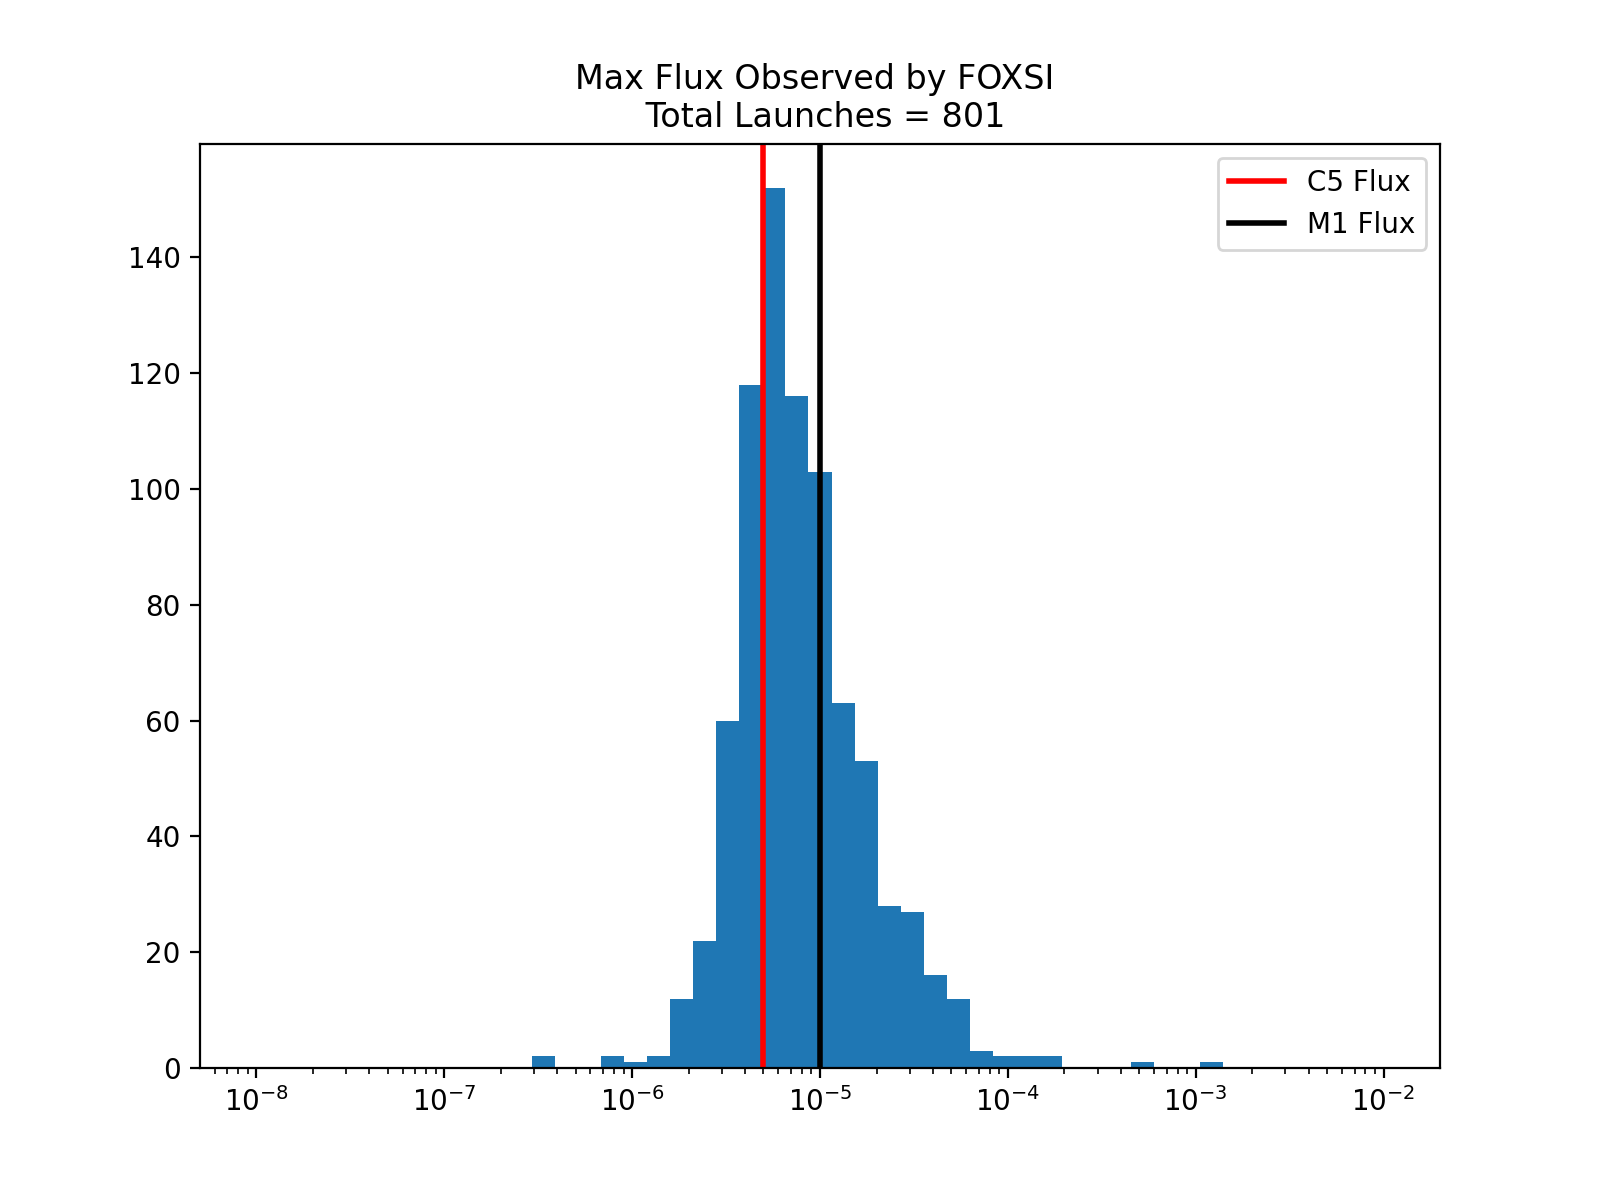 Max Flux Observed by FOXSI
Total Launches = 801
C5 Flux
M1 Flux
140
120
100
80
60
40
20
0
10⁻⁸ 10⁻⁷ 10⁻⁶ 10⁻⁵ 10⁻⁴ 10⁻³ 10⁻²